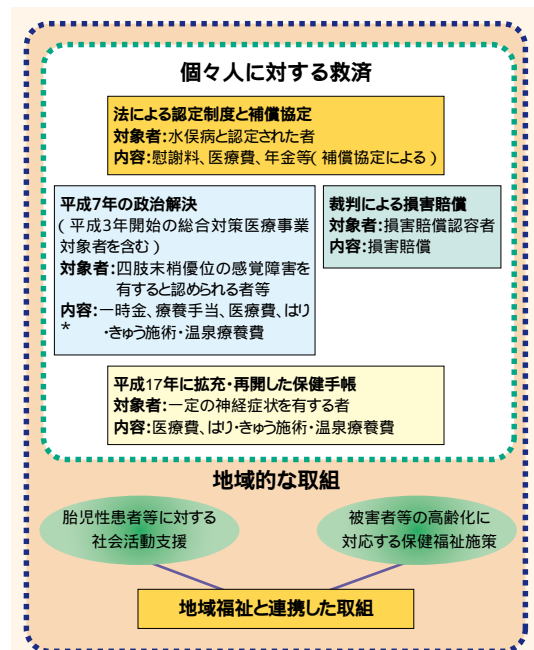 個々人に対する救済
法による認定制度と補償協定
対象者:水俣病と認定された者
内容:慰謝料、医療費、年金等(補償協定による)
平成7年の政治解決
(平成3年開始の総合対策医療事業
対象者を含む)
対象者:四肢末梢優位の感覚障害を
有すると認められる者等
内容:一時金、療養手当、医療費、はり
* ・きゅう施術・温泉療養費
裁判による損害賠償
対象者:損害賠償認容者
内容:損害賠償
平成17年に拡充・再開した保健手帳
対象者:一定の神経症状を有する者
内容:医療費、はり・きゅう施術・温泉療養費
地域的な取組
胎児性患者等に対する
社会活動支援
被害者等の高齢化に
対応する保健福祉施策
地域福祉と連携した取組